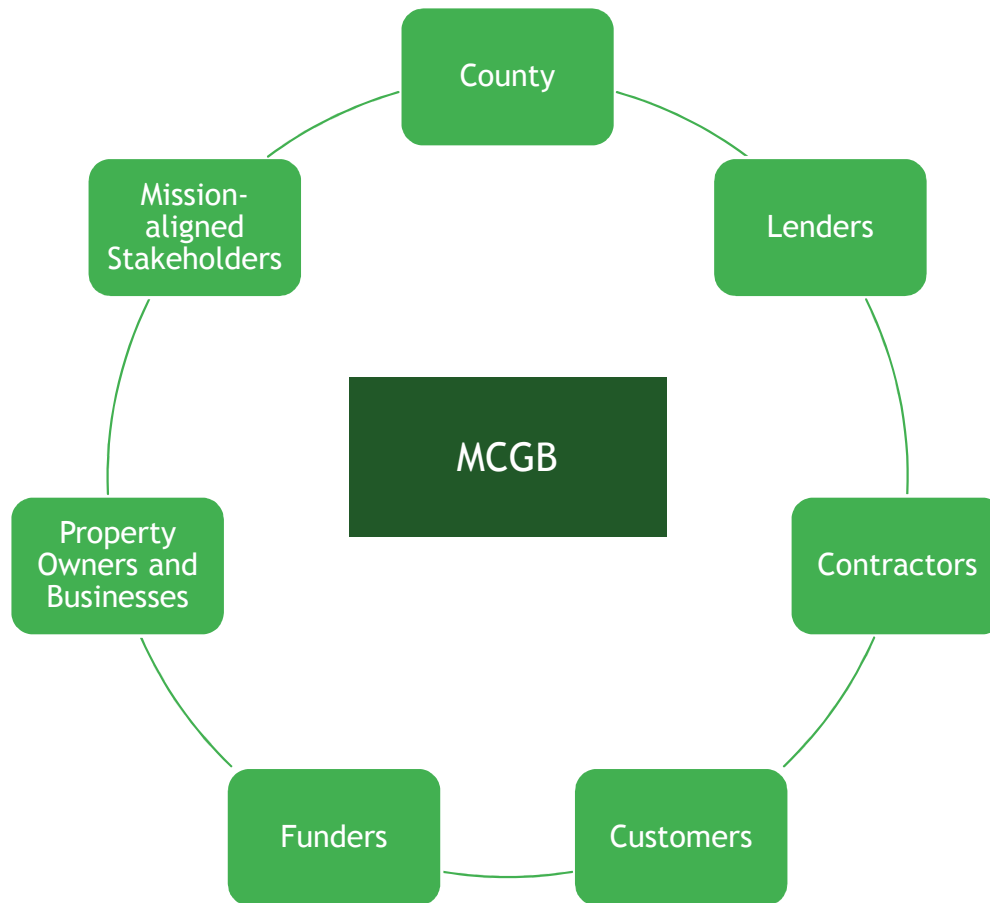 County
Mission-
aligned
Stakeholders
Lenders
MCGB
Property
Owners and
Businesses
Contractors
Funders
Customers